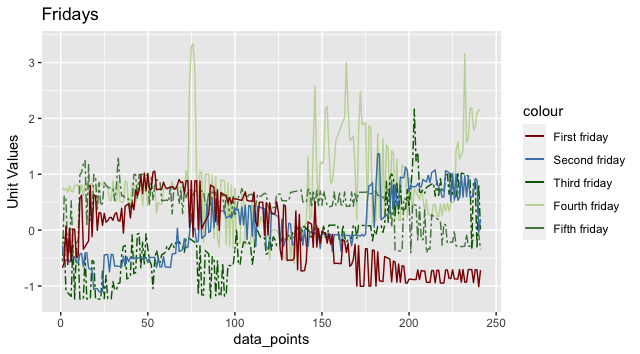 Fridays
3
2
1
0
-1
Unit Values
0
50
100
150
200
250
data_points
colour
First friday
Second friday
Third friday
Fourth friday
Fifth friday